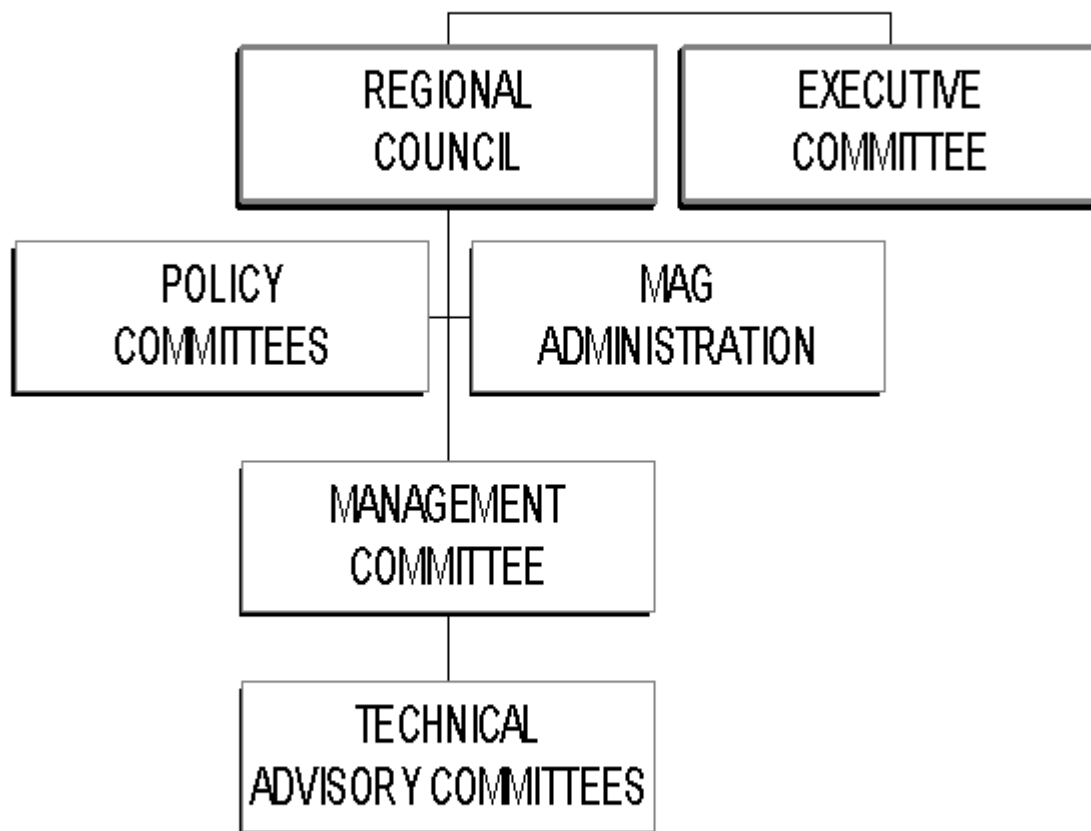 REGIONAL
COUNCIL
EXECUTIVE
COMMITTEE
POLICY
COMMITTEES
MAG
ADMINISTRATION
MANAGEMENT
COMMITTEE
TECHNICAL
ADVISORY COMMITTEES